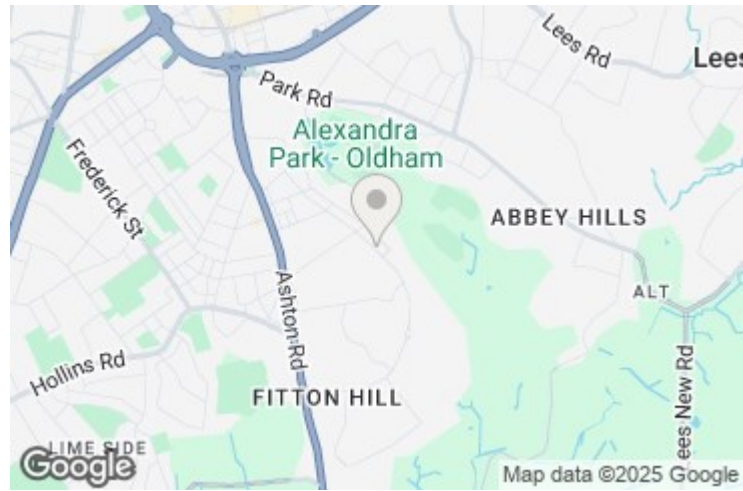 Lees Rd
Lees
Park Rd
Alexandra
Park - Oldham
Frederick St
ABBEY HILLS
ALT
Ashton Rd
Hollins Rd
FITTON HILL
Lees New Rd
LIME SIDE
Google
Map data ©2025 Google